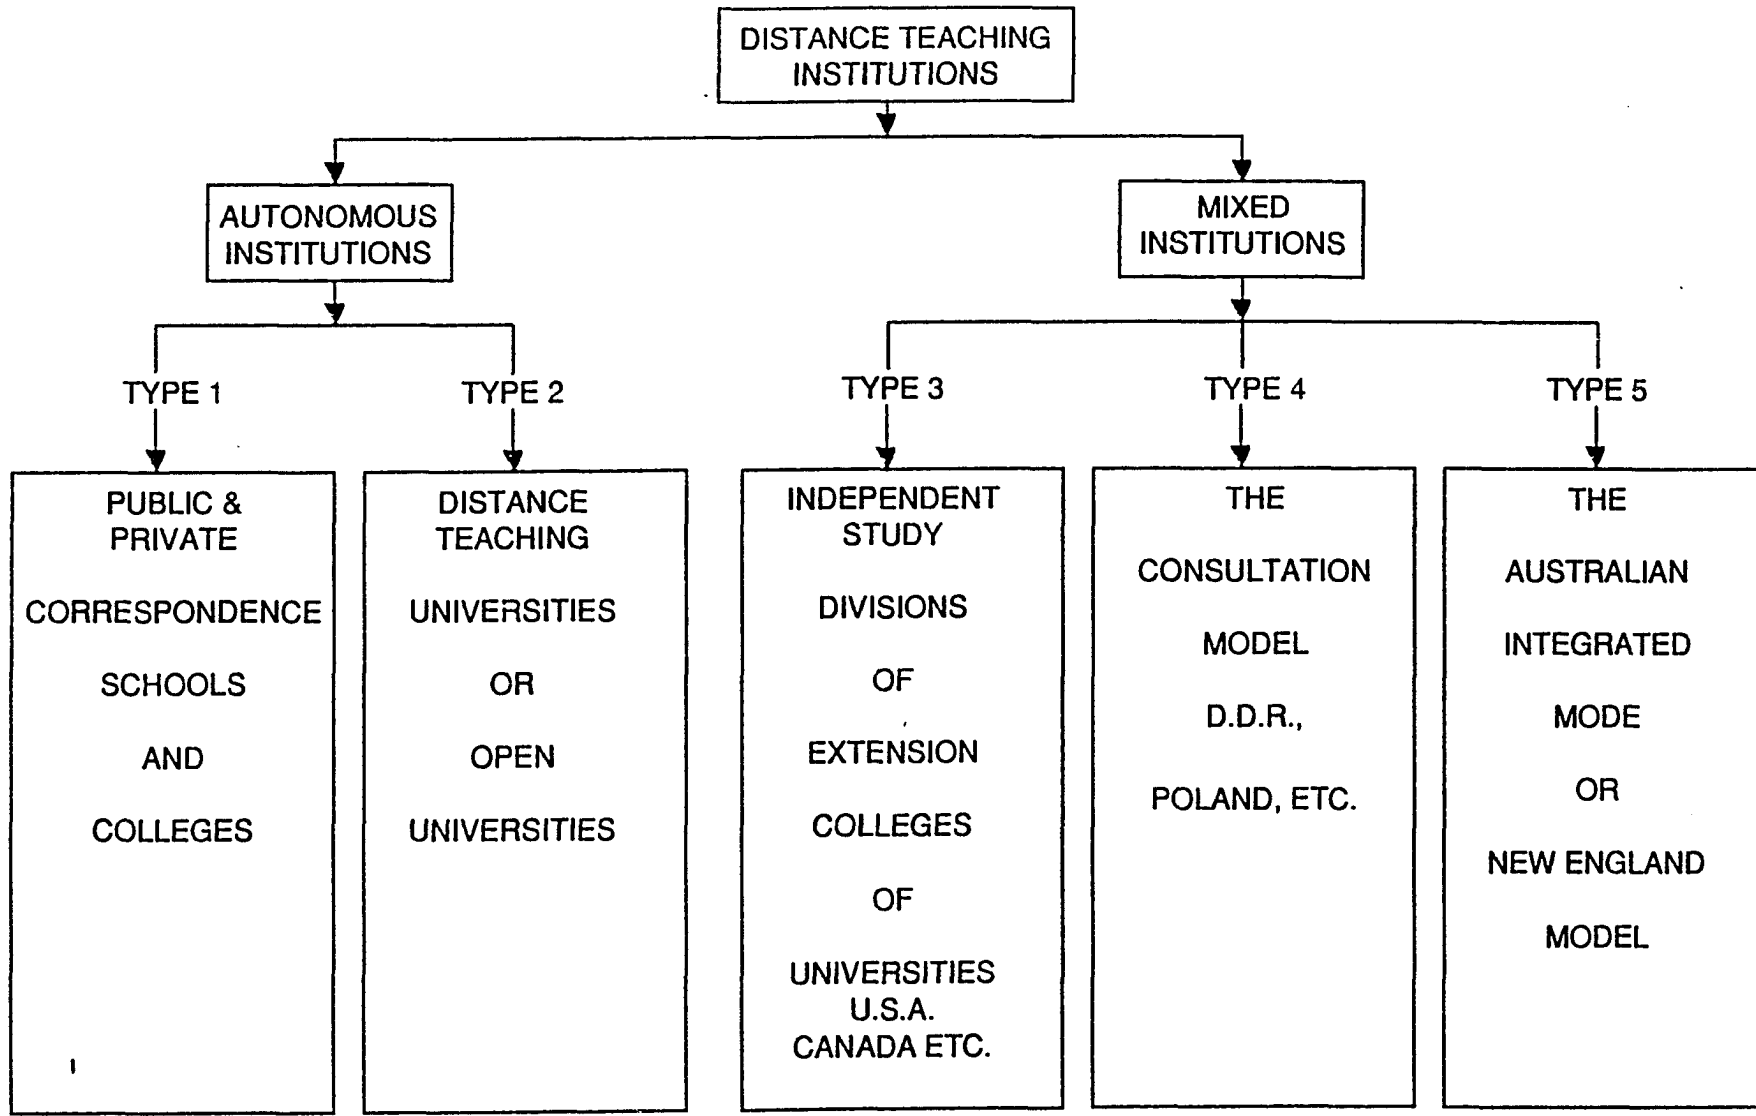 DISTANCE TEACHING
INSTITUTIONS
AUTONOMOUS
INSTITUTIONS
MIXED
INSTITUTIONS
TYPE 1
TYPE 2
TYPE 3
TYPE 4
TYPE 5
PUBLIC &
PRIVATE
CORRESPONDENCE
SCHOOLS
AND
COLLEGES
DISTANCE
TEACHING
UNIVERSITIES
OR
OPEN
UNIVERSITIES
INDEPENDENT
STUDY
DIVISIONS
OF
EXTENSION
COLLEGES
OF
UNIVERSITIES
U.S.A.
CANADA ETC.
THE
CONSULTATION
MODEL
D.D.R.,
POLAND, ETC.
THE
AUSTRALIAN
INTEGRATED
MODE
OR
NEW ENGLAND
MODEL